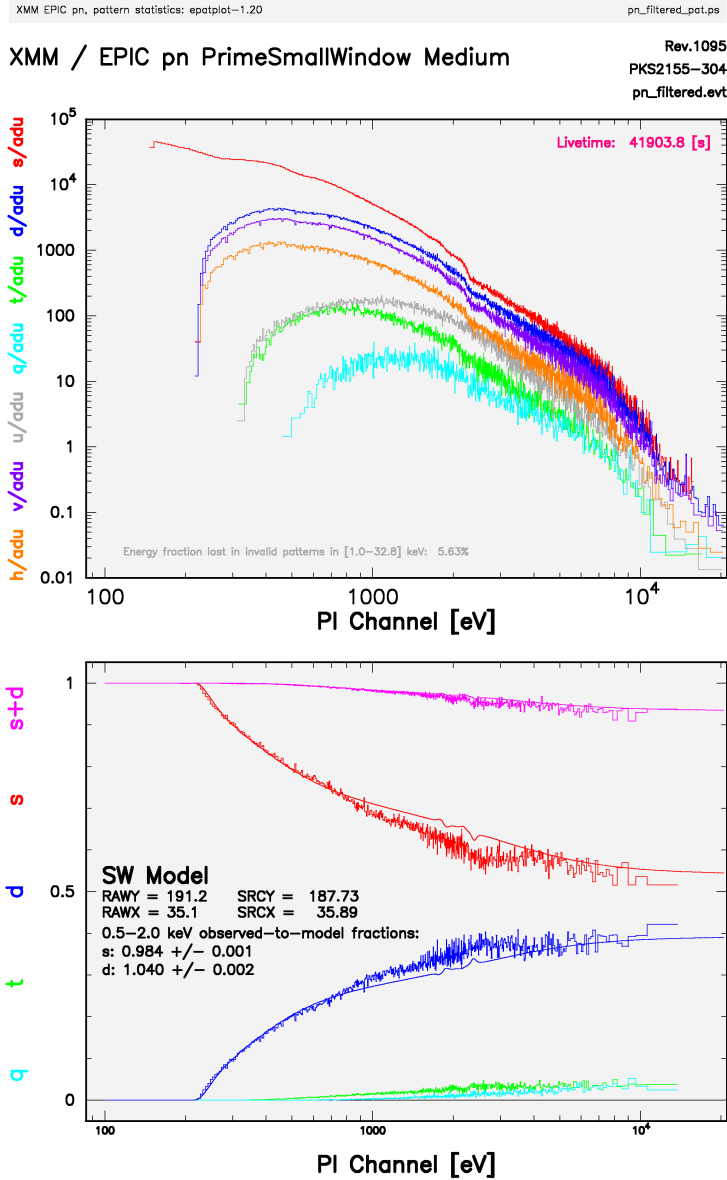 XMM EPIC pn, pattern statistics: epatplot-1.20 pn_filtered_pat.ps
XMM / EPIC pn PrimeSmallWindow Medium
Rev.1095
PKS2155-304
pn_filtered.evt
h/adu v/adu u/adu q/adu t/adu d/adu s/adu
10^5
10^4
1000
100
10
1
0.1
0.01
Livetime: 41903.8 [s]
Energy fraction lost in invalid patterns in [1.0-32.8] keV: 5.63%
100 1000 10^4
PI Channel [eV]
q t d s s+d
1
0.5
0
SW Model
RAWY = 191.2 SRCY = 187.73
RAWX = 35.1 SRCX = 35.89
0.5-2.0 keV observed-to-model fractions:
s: 0.984 +/- 0.001
d: 1.040 +/- 0.002
100 1000 10^4
PI Channel [eV]